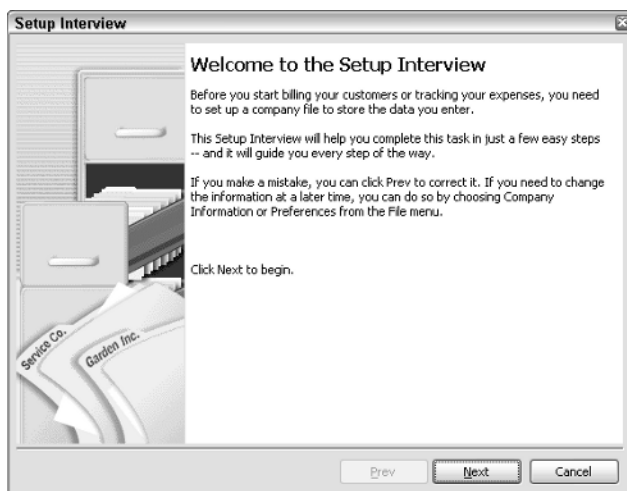 Setup Interview
Welcome to the Setup Interview
Before you start billing your customers or tracking your expenses, you need
to set up a company file to store the data you enter.
This Setup Interview will help you complete this task in just a few easy steps
-- and it will guide you every step of the way.
If you make a mistake, you can click Prev to correct it. If you need to change
the information at a later time, you can do so by choosing Company
Information or Preferences from the File menu.
Click Next to begin.
Service Co.
Garden Inc.
Prev
Next
Cancel